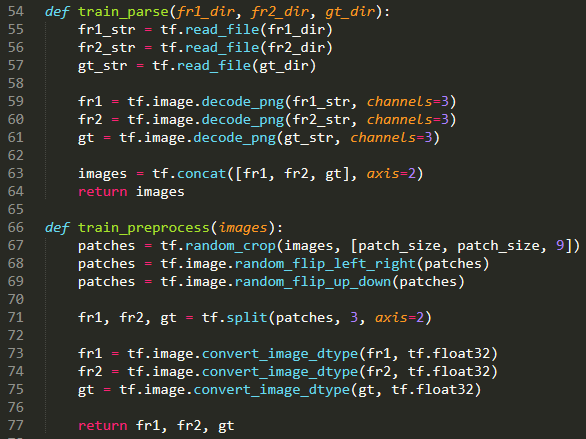 54 def train_parse(fr1_dir, fr2_dir, gt_dir):
55     fr1_str = tf.read_file(fr1_dir)
56     fr2_str = tf.read_file(fr2_dir)
57     gt_str = tf.read_file(gt_dir)
58
59     fr1 = tf.image.decode_png(fr1_str, channels=3)
60     fr2 = tf.image.decode_png(fr2_str, channels=3)
61     gt = tf.image.decode_png(gt_str, channels=3)
62
63     images = tf.concat([fr1, fr2, gt], axis=2)
64     return images
65
66 def train_preprocess(images):
67     patches = tf.random_crop(images, [patch_size, patch_size, 9])
68     patches = tf.image.random_flip_left_right(patches)
69     patches = tf.image.random_flip_up_down(patches)
70
71     fr1, fr2, gt = tf.split(patches, 3, axis=2)
72
73     fr1 = tf.image.convert_image_dtype(fr1, tf.float32)
74     fr2 = tf.image.convert_image_dtype(fr2, tf.float32)
75     gt = tf.image.convert_image_dtype(gt, tf.float32)
76
77     return fr1, fr2, gt